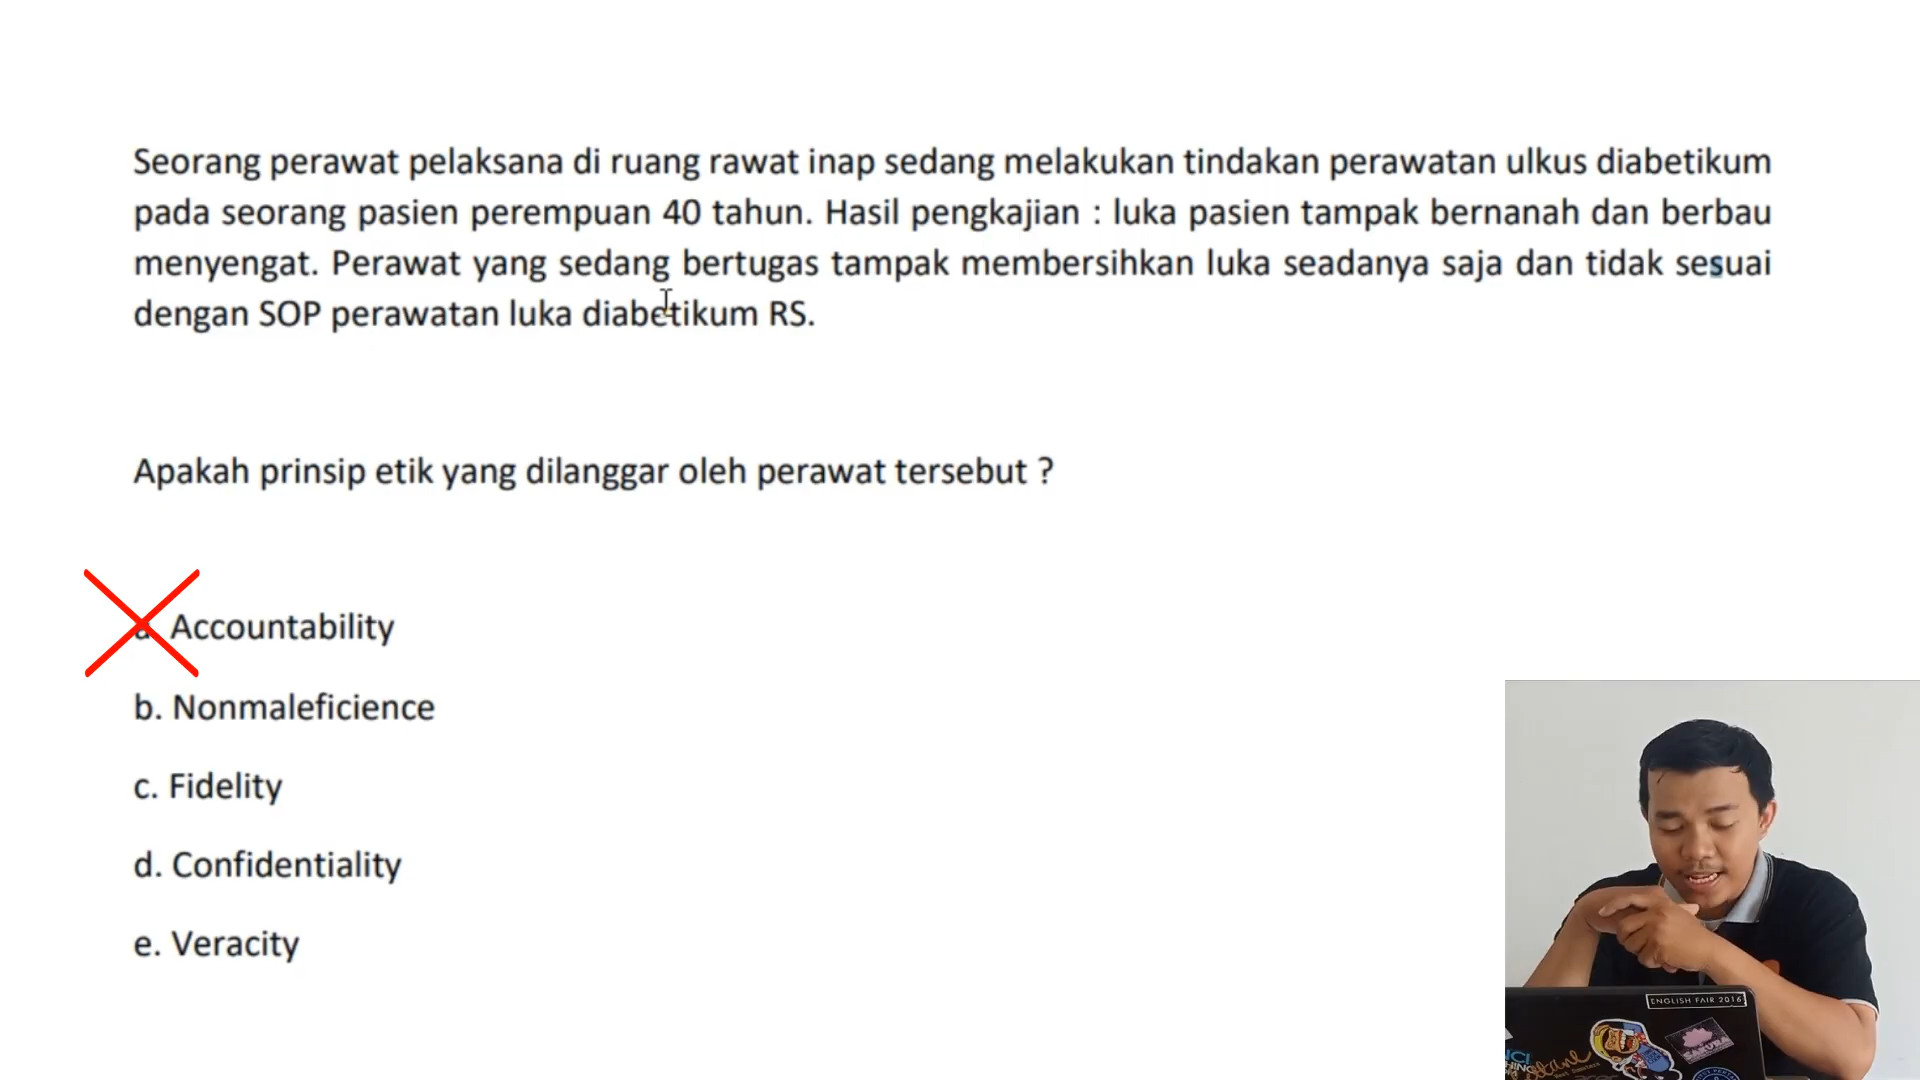 Seorang perawat pelaksana di ruang rawat inap sedang melakukan tindakan perawatan ulkus diabetikum
pada seorang pasien perempuan 40 tahun. Hasil pengkajian : luka pasien tampak bernanah dan berbau
menyengat. Perawat yang sedang bertugas tampak membersihkan luka seadanya saja dan tidak sesuai
dengan SOP perawatan luka diabetikum RS.
Apakah prinsip etik yang dilanggar oleh perawat tersebut ?
a. Accountability
b. Nonmaleficience
c. Fidelity
d. Confidentiality
e. Veracity
ENGLISH FAIR 2016
SAKURA